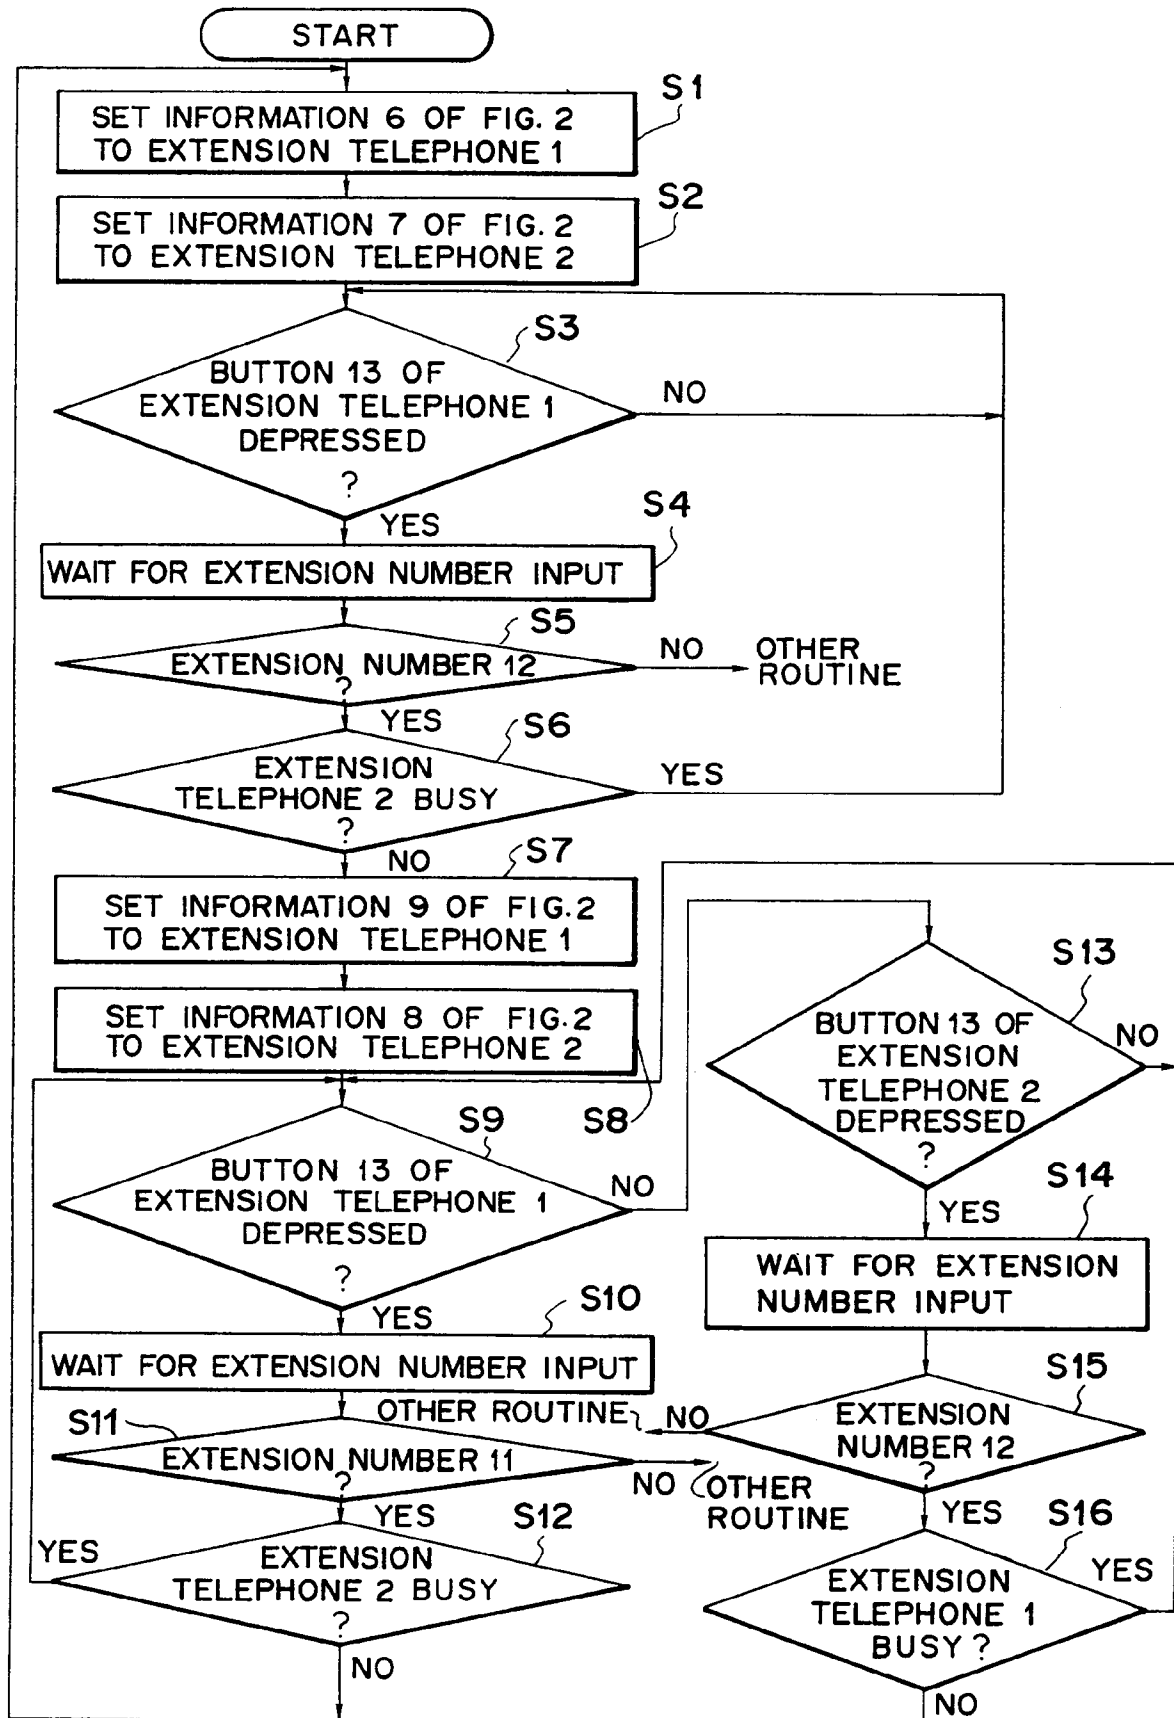 START
S1
SET INFORMATION 6 OF FIG. 2
TO EXTENSION TELEPHONE 1
S2
SET INFORMATION 7 OF FIG. 2
TO EXTENSION TELEPHONE 2
S3
BUTTON 13 OF
EXTENSION TELEPHONE 1
DEPRESSED
?
NO
YES
S4
WAIT FOR EXTENSION NUMBER INPUT
S5
EXTENSION NUMBER 12
?
NO
OTHER
ROUTINE
YES
S6
EXTENSION
TELEPHONE 2 BUSY
?
YES
NO
S7
SET INFORMATION 9 OF FIG. 2
TO EXTENSION TELEPHONE 1
SET INFORMATION 8 OF FIG. 2
TO EXTENSION TELEPHONE 2
S8
S9
BUTTON 13 OF
EXTENSION TELEPHONE 1
DEPRESSED
?
NO
YES
S10
WAIT FOR EXTENSION NUMBER INPUT
S11
EXTENSION NUMBER 11
?
NO
OTHER
ROUTINE
YES
S12
EXTENSION
TELEPHONE 2 BUSY
?
YES
NO
S13
BUTTON 13 OF
EXTENSION
TELEPHONE 2
DEPRESSED
?
NO
YES
S14
WAIT FOR EXTENSION
NUMBER INPUT
S15
EXTENSION
NUMBER 12
?
NO
OTHER ROUTINE
YES
S16
EXTENSION
TELEPHONE 1
BUSY ?
YES
NO